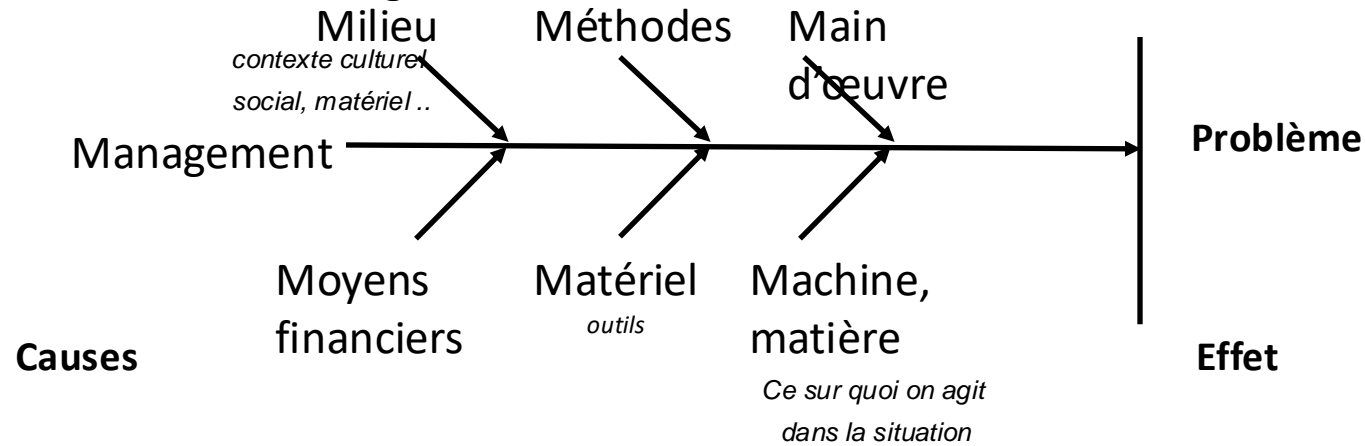 Milieu
Méthodes
Main
d'œuvre
contexte culturel
social, matériel ..
Management
Problème
Moyens
financiers
Matériel
outils
Machine,
matière
Ce sur quoi on agit
dans la situation
Causes
Effet